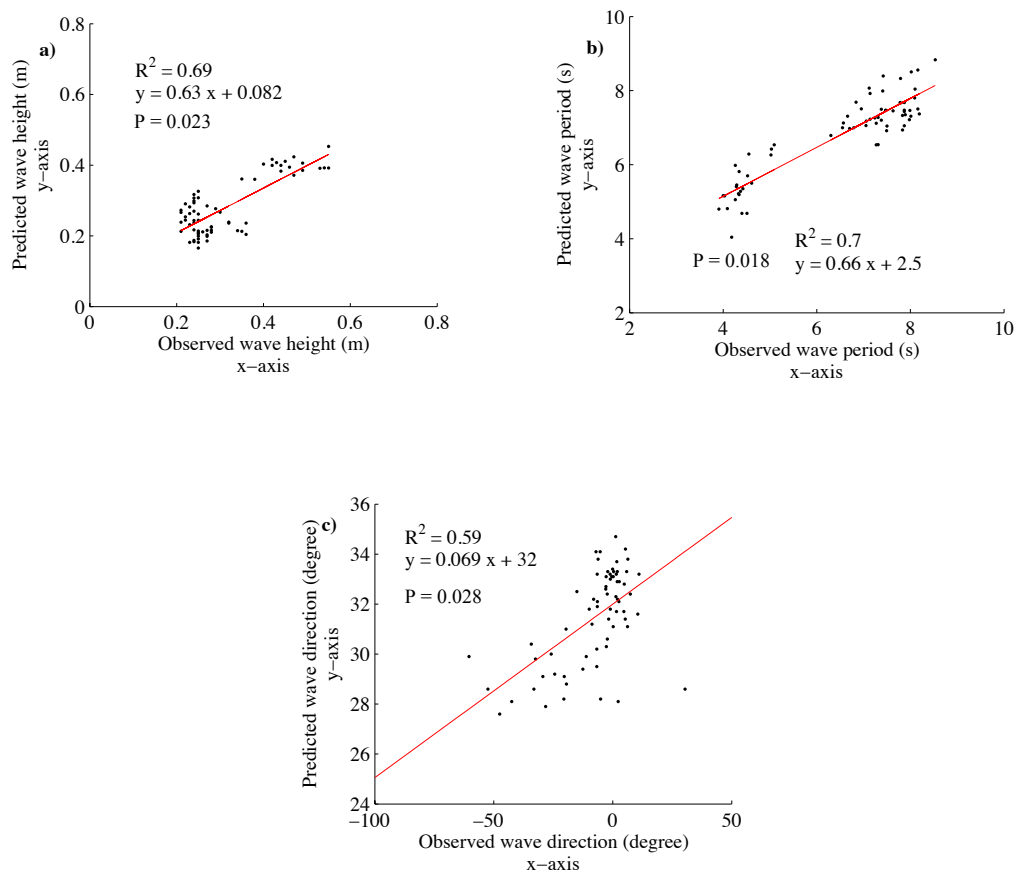 a)
R² = 0.69
y = 0.63 x + 0.082
P = 0.023
0.8
0.6
0.4
0.2
0
0
0.2
0.4
0.6
0.8
Predicted wave height (m)
y−axis
Observed wave height (m)
x−axis
b)
R² = 0.7
P = 0.018
y = 0.66 x + 2.5
10
8
6
4
2
2
4
6
8
10
Predicted wave period (s)
y−axis
Observed wave period (s)
x−axis
c)
R² = 0.59
y = 0.069 x + 32
P = 0.028
36
34
32
30
28
26
24
−100
−50
0
50
Predicted wave direction (degree)
y−axis
Observed wave direction (degree)
x−axis